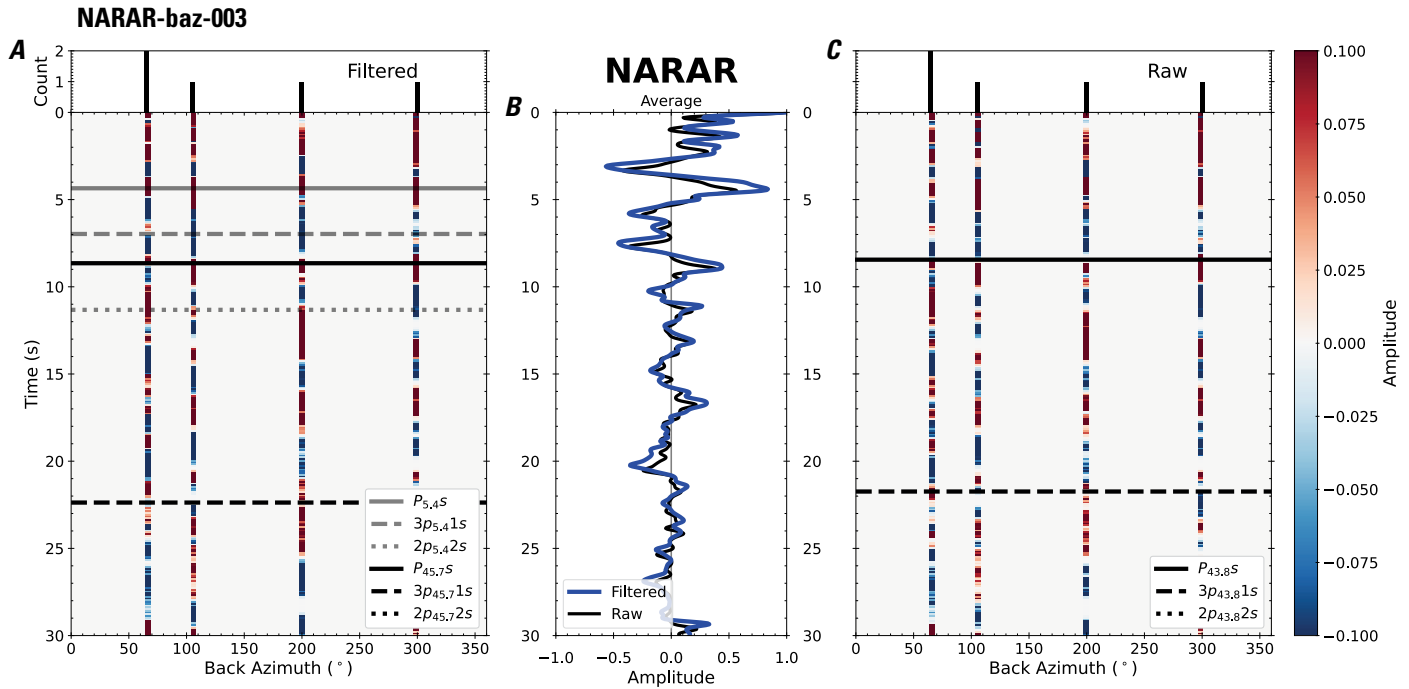 NARAR-baz-003
A
2
1
0
Count
Filtered
0
5
10
15
20
25
30
Time (s)
P5.4s
3p5.41s
2p5.42s
P45.7s
3p45.71s
2p45.72s
0 50 100 150 200 250 300 350
Back Azimuth (°)
NARAR
Average
B
0
5
10
15
20
25
30
Filtered
Raw
−1.0 −0.5 0.0 0.5 1.0
Amplitude
C
Raw
0
5
10
15
20
25
30
P43.8s
3p43.81s
2p43.82s
0 50 100 150 200 250 300 350
Back Azimuth (°)
0.100
0.075
0.050
0.025
0.000
−0.025
−0.050
−0.075
−0.100
Amplitude